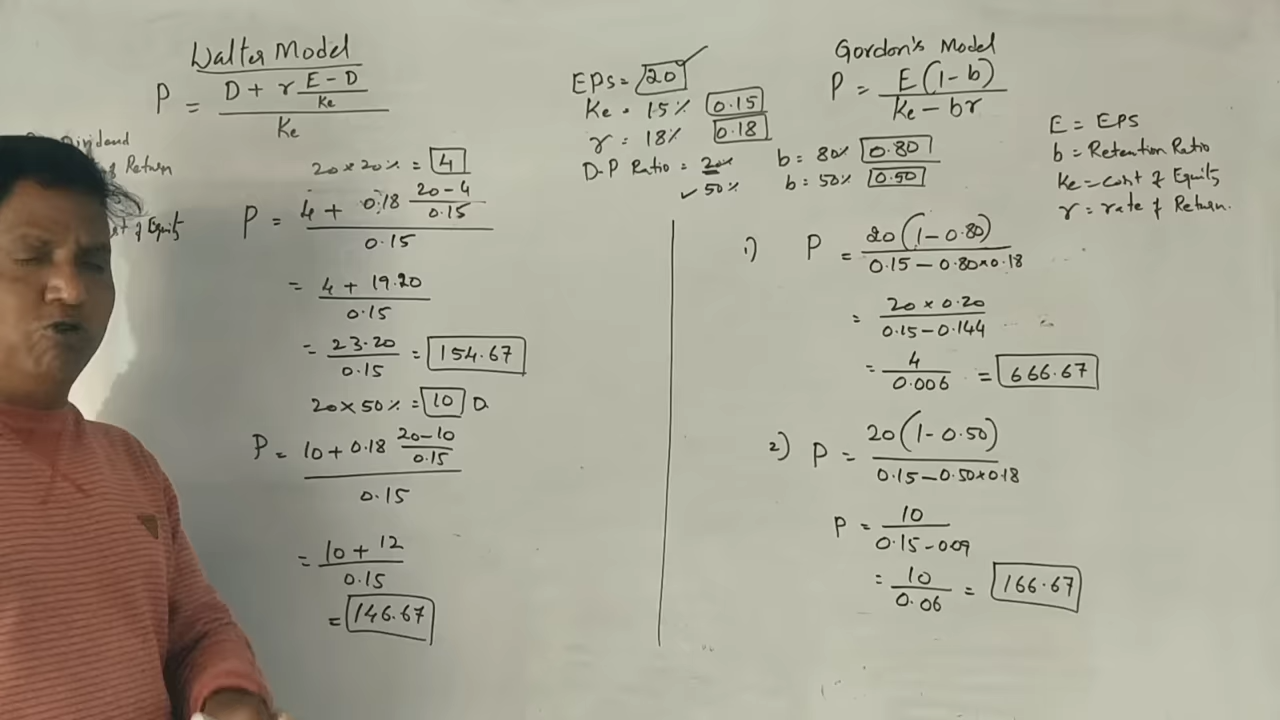 Walter Model
P = D + r E - D / Ke / Ke
Dividend
Return
of Equity
20 x 20% = 4
P = 4 + 0.18 20 - 4 / 0.15 / 0.15
= 4 + 19.20 / 0.15
= 23.20 / 0.15 = 154.67
20 x 50% = 10 D.
P = 10 + 0.18 20 - 10 / 0.15 / 0.15
= 10 + 12 / 0.15
= 146.67
EPS = 20
Ke = 15% 0.15
r = 18% 0.18
D.P Ratio = 20%
50%
b = 80% 0.80
b = 50% 0.50
Gordon's Model
P = E (1 - b) / Ke - br
E = EPS
b = Retention Ratio
Ke = cont of Equity
r = rate of Return.
1) P = 20 (1 - 0.80) / 0.15 - 0.80 x 0.18
= 20 x 0.20 / 0.15 - 0.144
= 4 / 0.006 = 666.67
2) P = 20 (1 - 0.50) / 0.15 - 0.50 x 0.18
P = 10 / 0.15 - 009
= 10 / 0.06 = 166.67